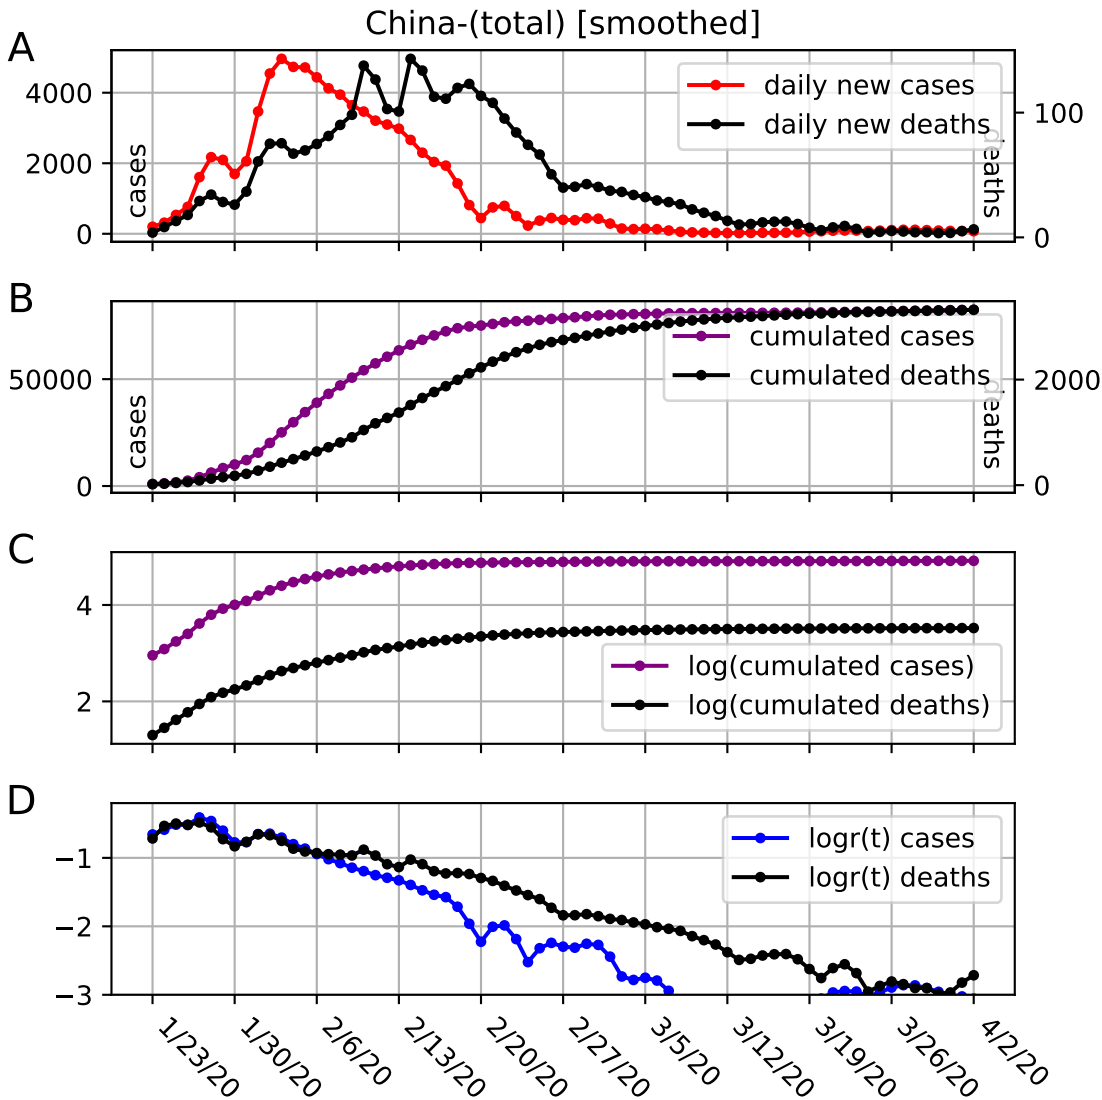 China-(total) [smoothed]
A
4000
2000
0
cases
daily new cases
daily new deaths
100
0
deaths
B
50000
0
cases
cumulated cases
cumulated deaths
2000
0
deaths
C
4
2
log(cumulated cases)
log(cumulated deaths)
D
−1
−2
−3
logr(t) cases
logr(t) deaths
1/23/20
1/30/20
2/6/20
2/13/20
2/20/20
2/27/20
3/5/20
3/12/20
3/19/20
3/26/20
4/2/20